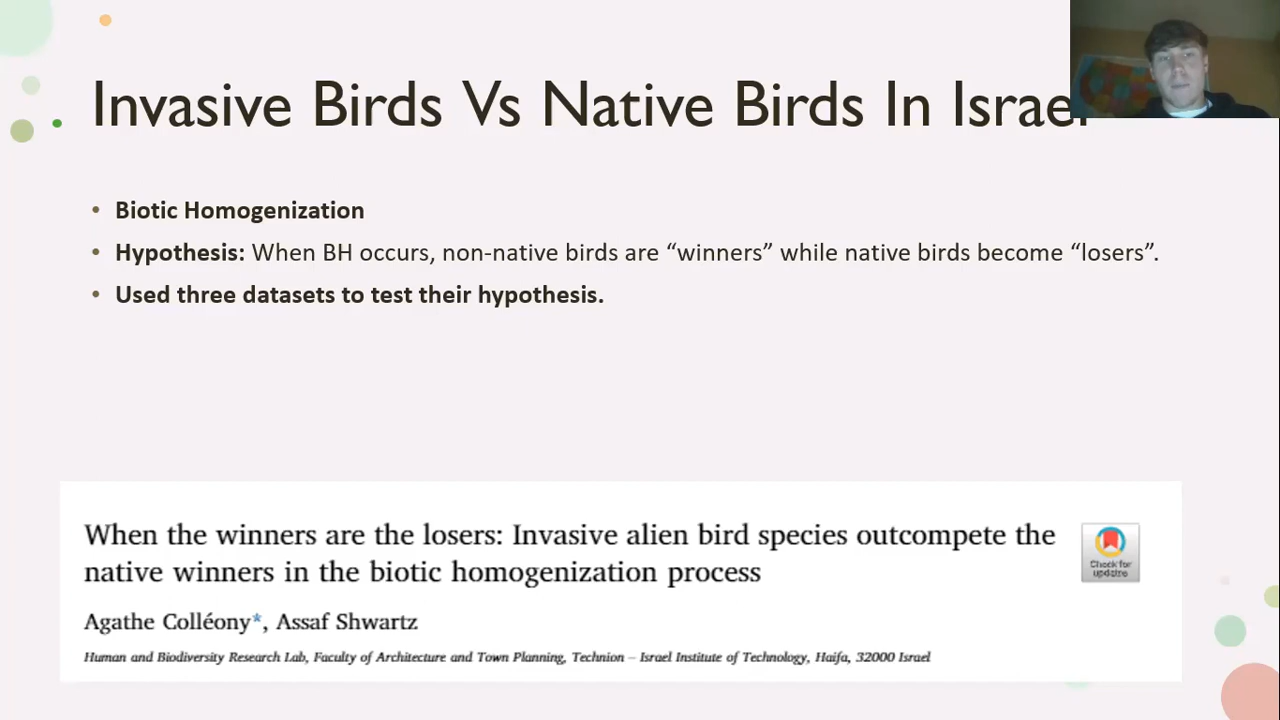 Invasive Birds Vs Native Birds In Israel
• Biotic Homogenization
• Hypothesis: When BH occurs, non-native birds are “winners” while native birds become “losers”.
• Used three datasets to test their hypothesis.
When the winners are the losers: Invasive alien bird species outcompete the
native winners in the biotic homogenization process
Check for
updates
Agathe Colléony*, Assaf Shwartz
Human and Biodiversity Research Lab, Faculty of Architecture and Town Planning, Technion – Israel Institute of Technology, Haifa, 32000 Israel